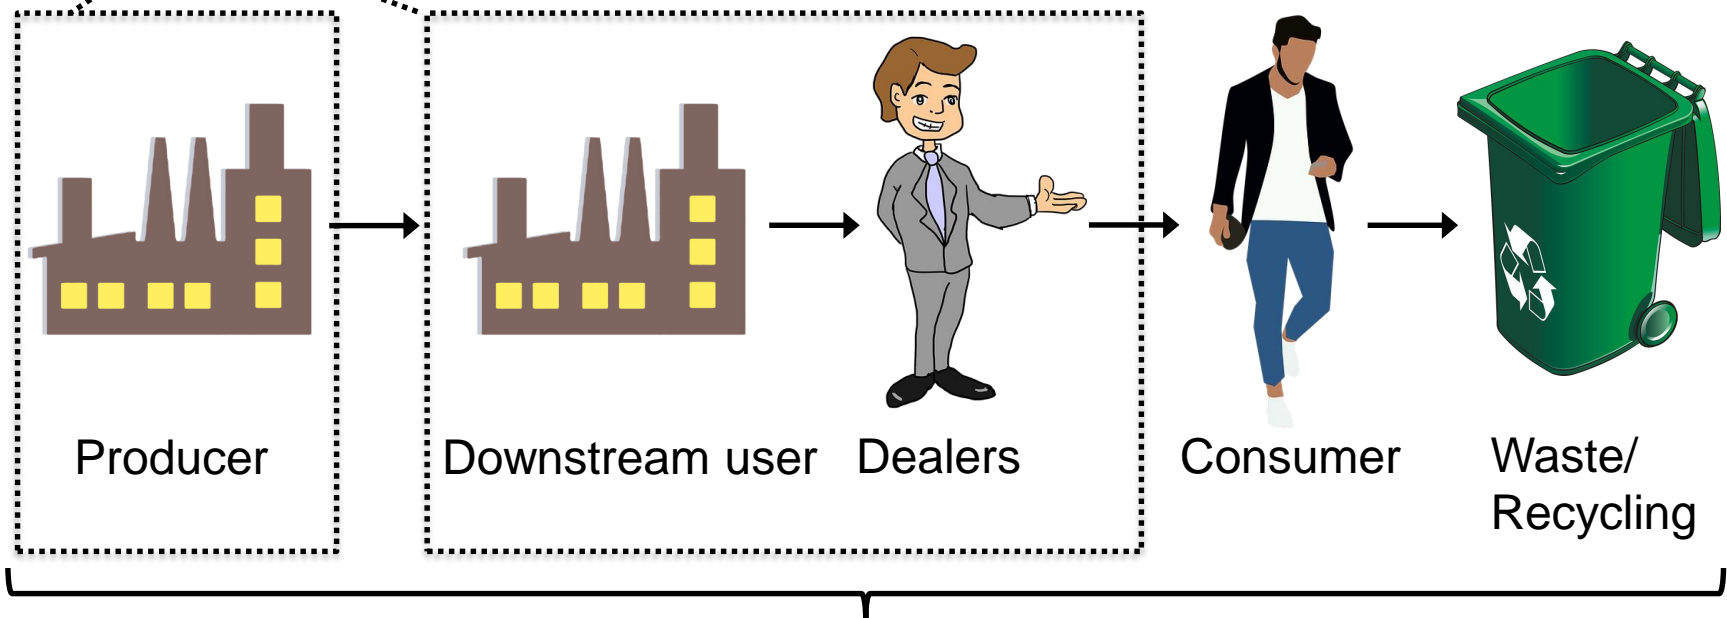 Producer
Downstream user
Dealers
Consumer
Waste/
Recycling